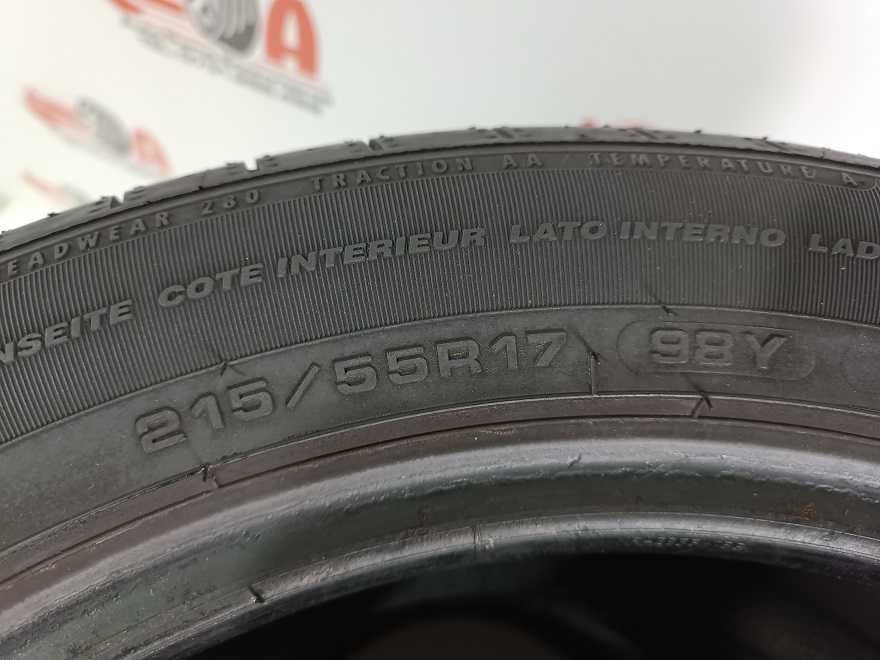 EADWEAR 280 TRACTION AA TEMPERATURE A
NSEITE COTE INTERIEUR LATO INTERNO LAD
215/55R17 98Y